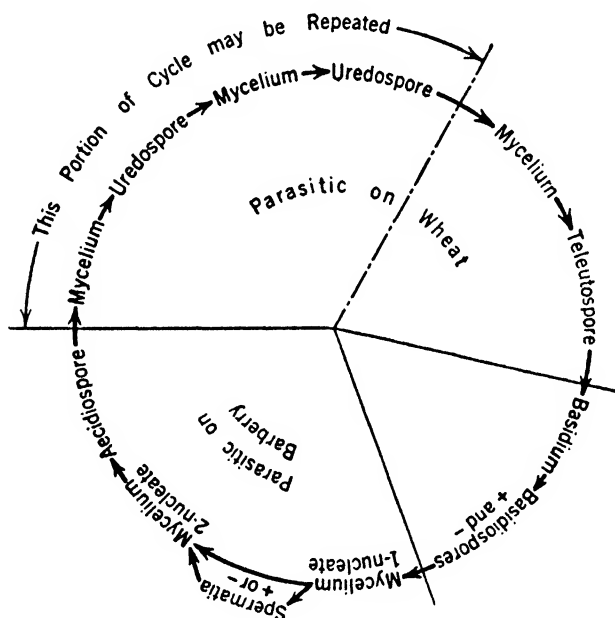 This Portion of Cycle may be Repeated
Mycelium
Uredospore
Mycelium
Uredospore
Mycelium
Teleutospore
Parasitic on Wheat
Basidium
Basidiospores
+ and -
Mycelium
1-nucleate
Spermatia
+ or -
Mycelium
2-nucleate
Aecidiospore
Parasitic on
Barberry